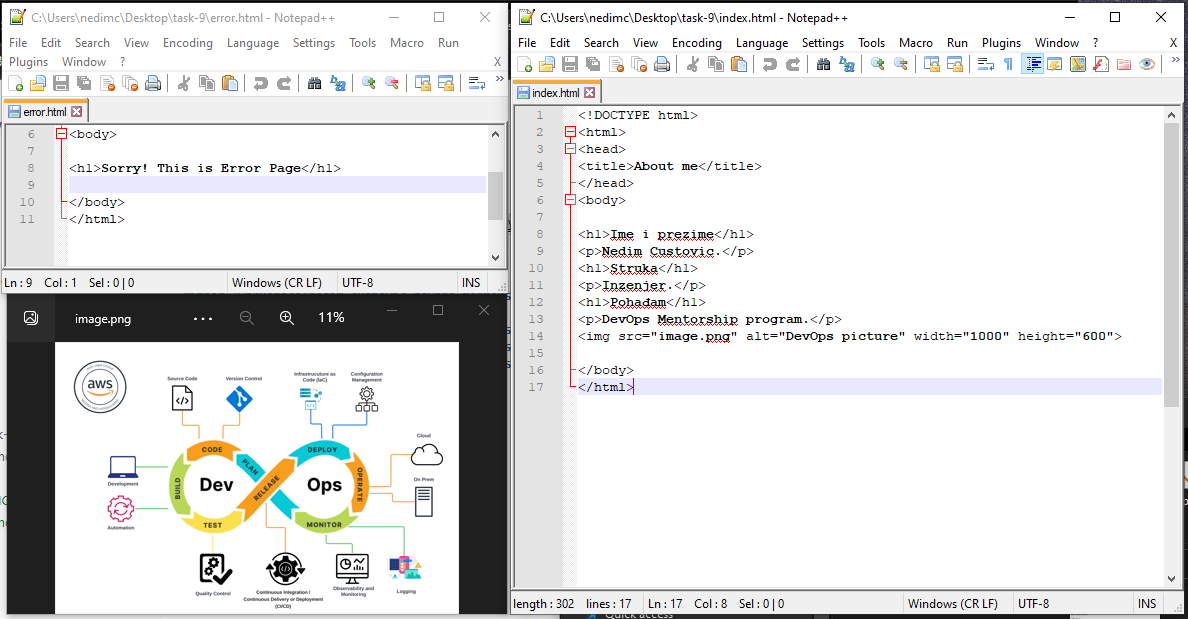 C:\Users\nedimc\Desktop\task-9\error.html - Notepad++
File Edit Search View Encoding Language Settings Tools Macro Run
Plugins Window ? X
error.html
6 <body>
7
8 <h1>Sorry! This is Error Page</h1>
9
10 </body>
11 </html>
Ln : 9 Col : 1 Sel : 0 | 0 Windows (CR LF) UTF-8 INS
image.png ··· 11%
aws
Source Code
Version Control
Infrastructure as
Code (IaC)
Configuration
Management
CODE
DEPLOY
Cloud
PLAN
Development
BUILD
Dev
RELEASE
Ops
OPERATE
On Prem
Automation
TEST
MONITOR
Quality Control
Continuous Integration /
Continuous Delivery or Deployment
(CI/CD)
Observability and
Monitoring
Logging
C:\Users\nedimc\Desktop\task-9\index.html - Notepad++
File Edit Search View Encoding Language Settings Tools Macro Run Plugins Window ? X
index.html
1 <!DOCTYPE html>
2 <html>
3 <head>
4 <title>About me</title>
5 </head>
6 <body>
7
8 <h1>Ime i prezime</h1>
9 <p>Nedim Custovic.</p>
10 <h1>Struka</h1>
11 <p>Inzenjer.</p>
12 <h1>Pohađam</h1>
13 <p>DevOps Mentorship program.</p>
14 <img src="image.png" alt="DevOps picture" width="1000" height="600">
15
16 </body>
17 </html>
length : 302 lines : 17 Ln : 17 Col : 8 Sel : 0 | 0 Windows (CR LF) UTF-8 INS
Quick access